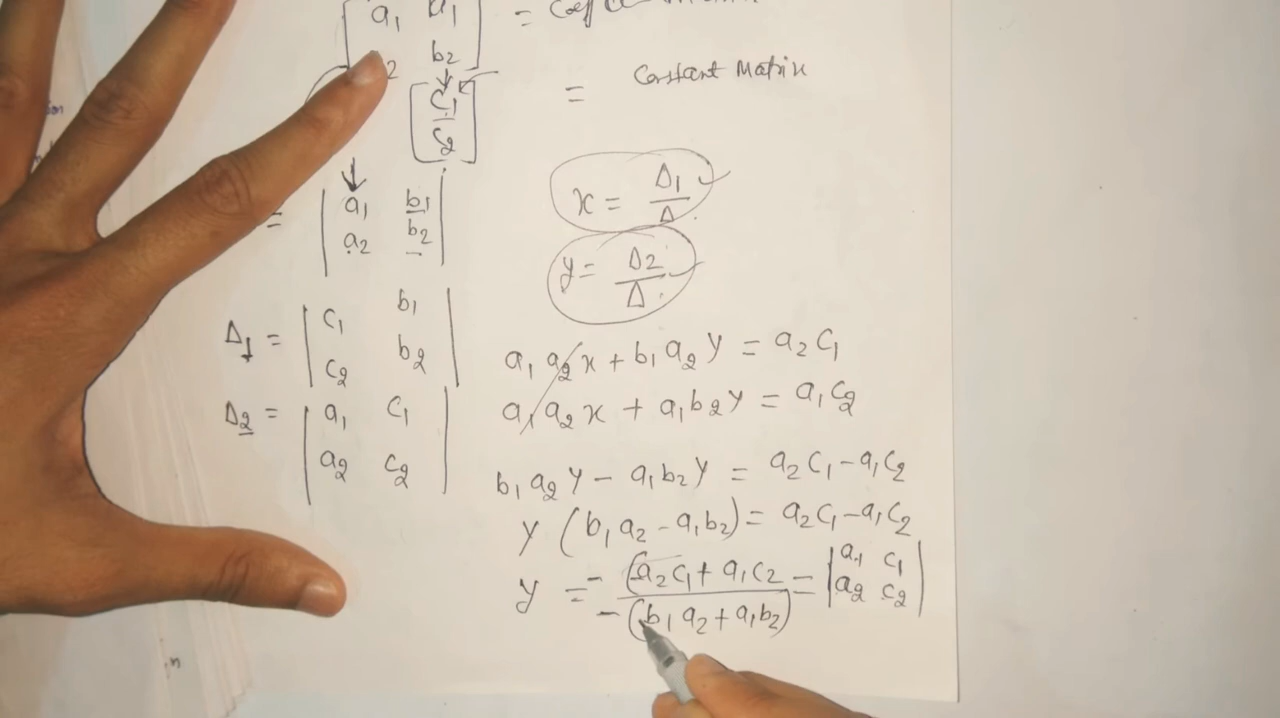 a₁ b₁ = 
b₂
c₁
c₂
= Constant Matrix
= | a₁ b₁ |
| a₂ b₂ |
x = Δ1/Δ
y = Δ2/Δ
Δ1 = | c₁ b₁ |
| c₂ b₂ |
Δ2 = | a₁ c₁ |
| a₂ c₂ |
a₁ a₂ x + b₁ a₂ y = a₂ c₁
a₁ a₂ x + a₁ b₂ y = a₁ c₂
b₁ a₂ y - a₁ b₂ y = a₂ c₁ - a₁ c₂
y (b₁ a₂ - a₁ b₂) = a₂ c₁ - a₁ c₂
y = -(a₂ c₁ + a₁ c₂ / -(b₁ a₂ + a₁ b₂) = | a₁ c₁ |
| a₂ c₂ |